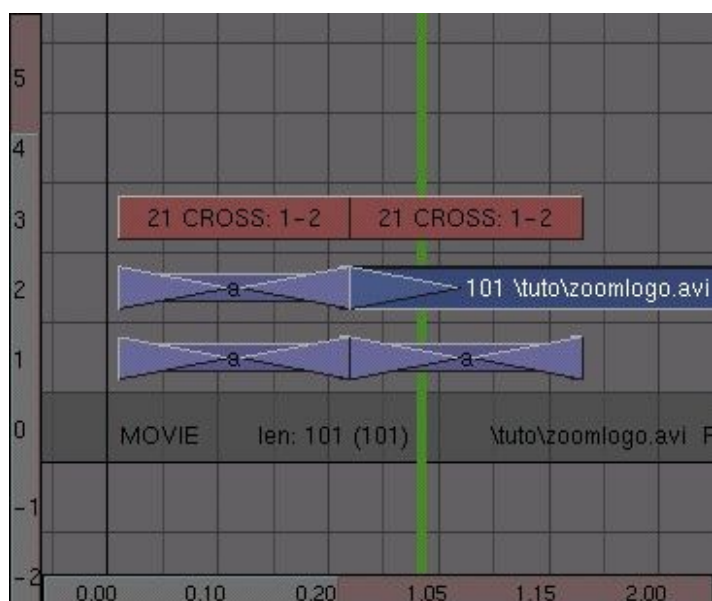 5
4
3
21 CROSS: 1-2 21 CROSS: 1-2
2
a 101 \tuto\zoomlogo.avi
1
a a
0
MOVIE len: 101 (101) \tuto\zoomlogo.avi F
-1
-2
0.00 0.10 0.20 1.05 1.15 2.00